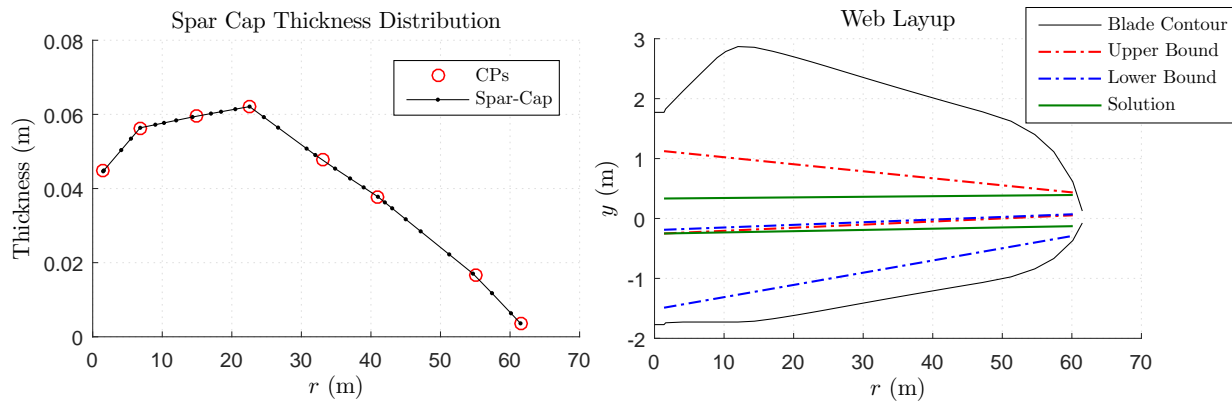 Spar Cap Thickness Distribution
0.08
0.06
0.04
0.02
0
Thickness (m)
CPs
Spar-Cap
0 10 20 30 40 50 60 70
r (m)
Web Layup
3
2
1
0
-1
-2
y (m)
Blade Contour
Upper Bound
Lower Bound
Solution
0 10 20 30 40 50 60 70
r (m)